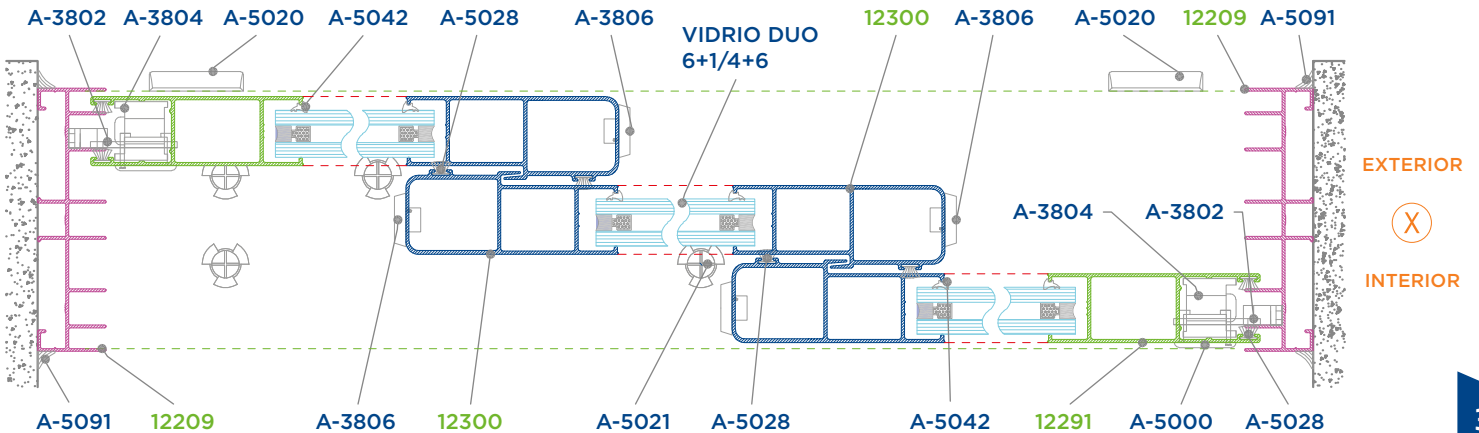 A-3802 A-3804 A-5020 A-5042 A-5028 A-3806 12300 A-3806 A-5020 12209 A-5091
VIDRIO DUO
6+1/4+6
EXTERIOR
A-3804 A-3802
X
INTERIOR
A-5091 12209 A-3806 12300 A-5021 A-5028 A-5042 12291 A-5000 A-5028